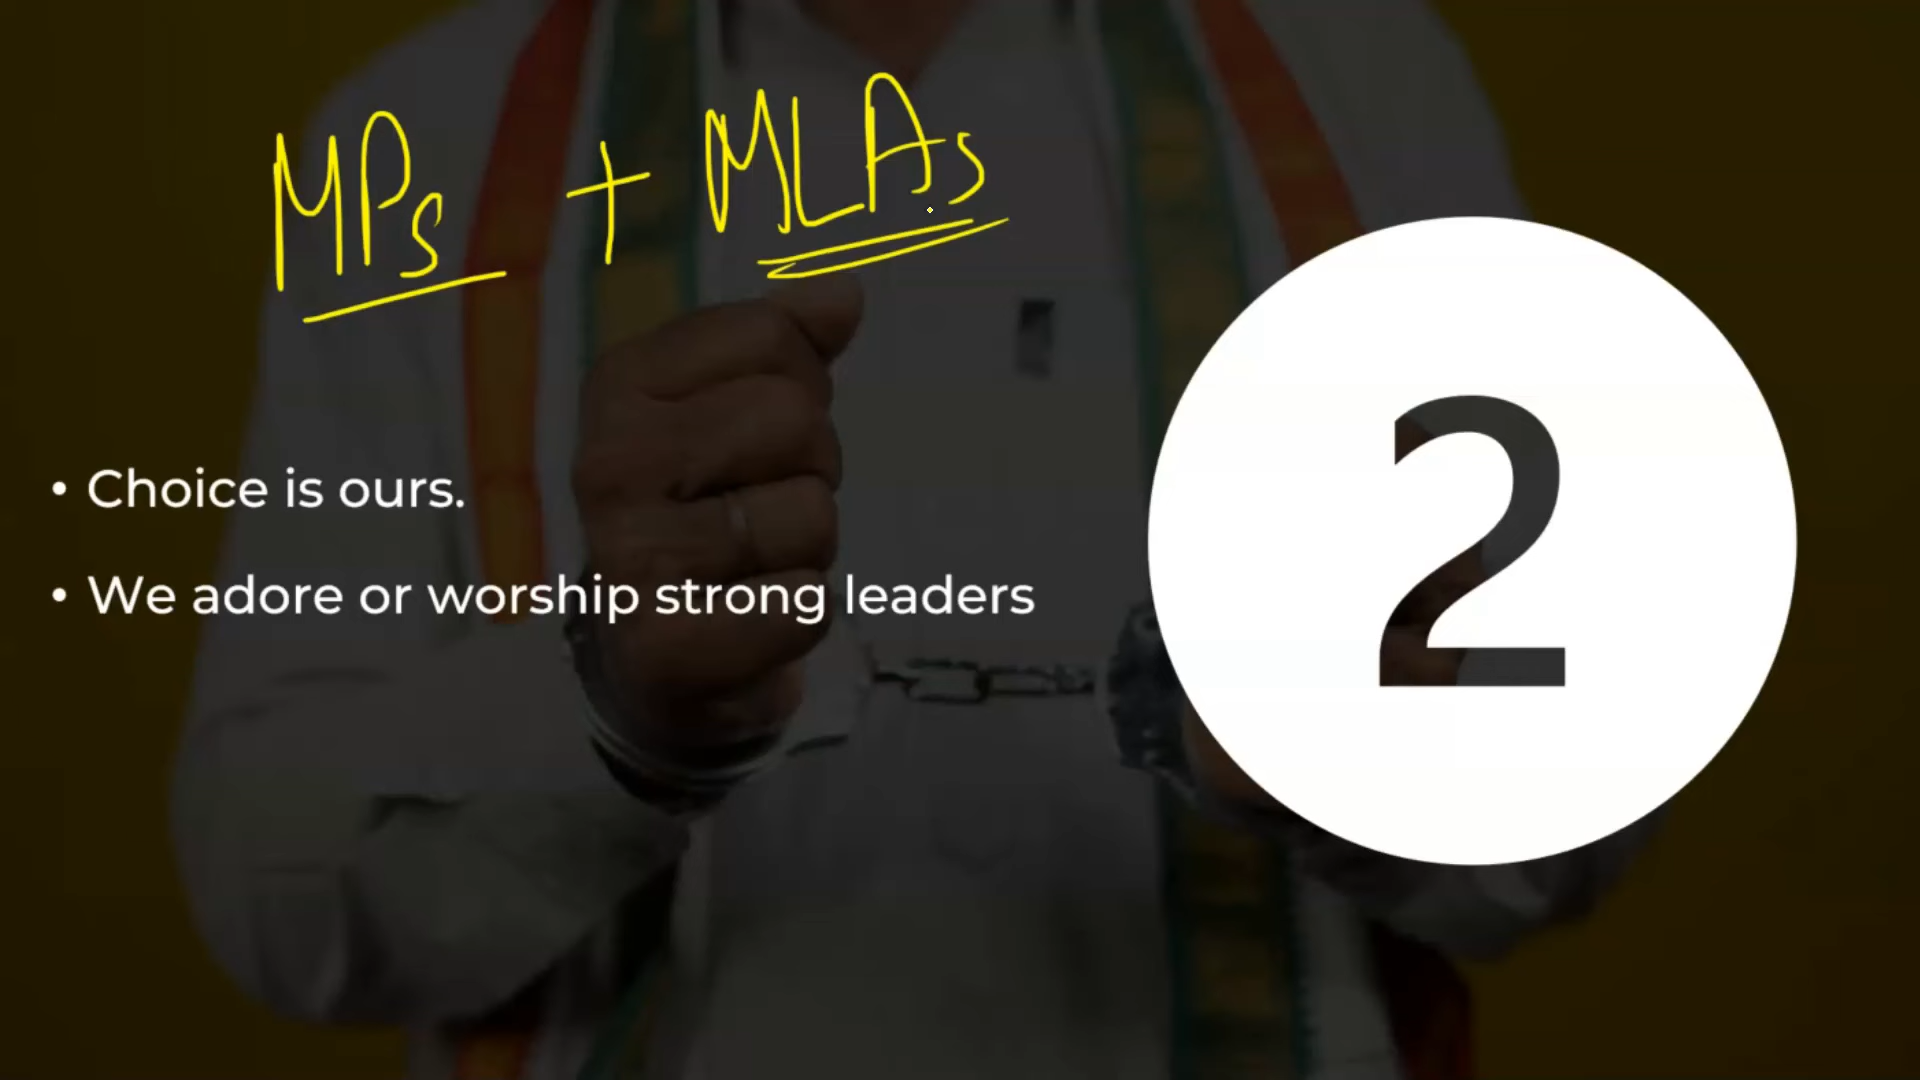 MPs + MLAs
• Choice is ours.
• We adore or worship strong leaders
2